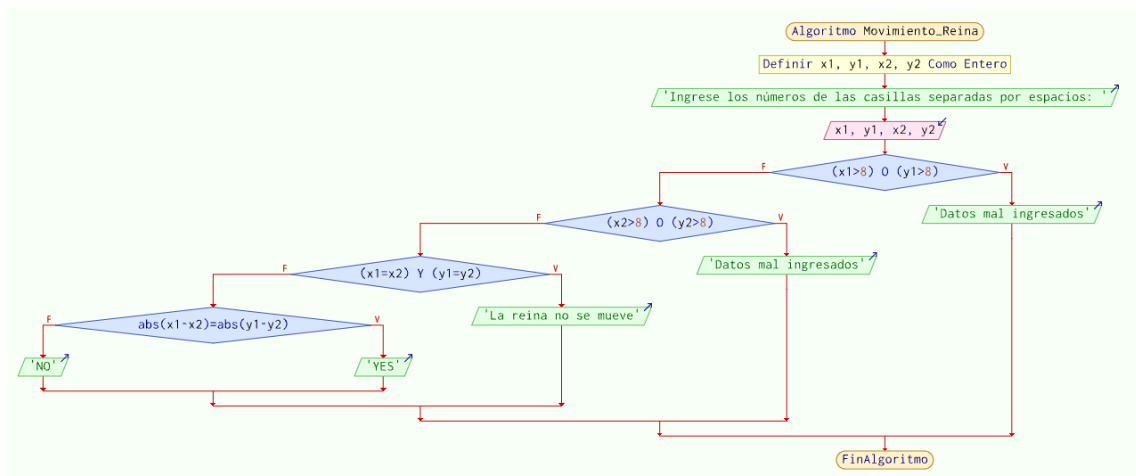 Algoritmo Movimiento_Reina
Definir x1, y1, x2, y2 Como Entero
'Ingrese los números de las casillas separadas por espacios: '
x1, y1, x2, y2
F
(x1>8) O (y1>8)
V
F
(x2>8) O (y2>8)
V
'Datos mal ingresados'
F
(x1=x2) Y (y1=y2)
V
'Datos mal ingresados'
F
abs(x1-x2)=abs(y1-y2)
V
'La reina no se mueve'
'NO'
'YES'
FinAlgoritmo